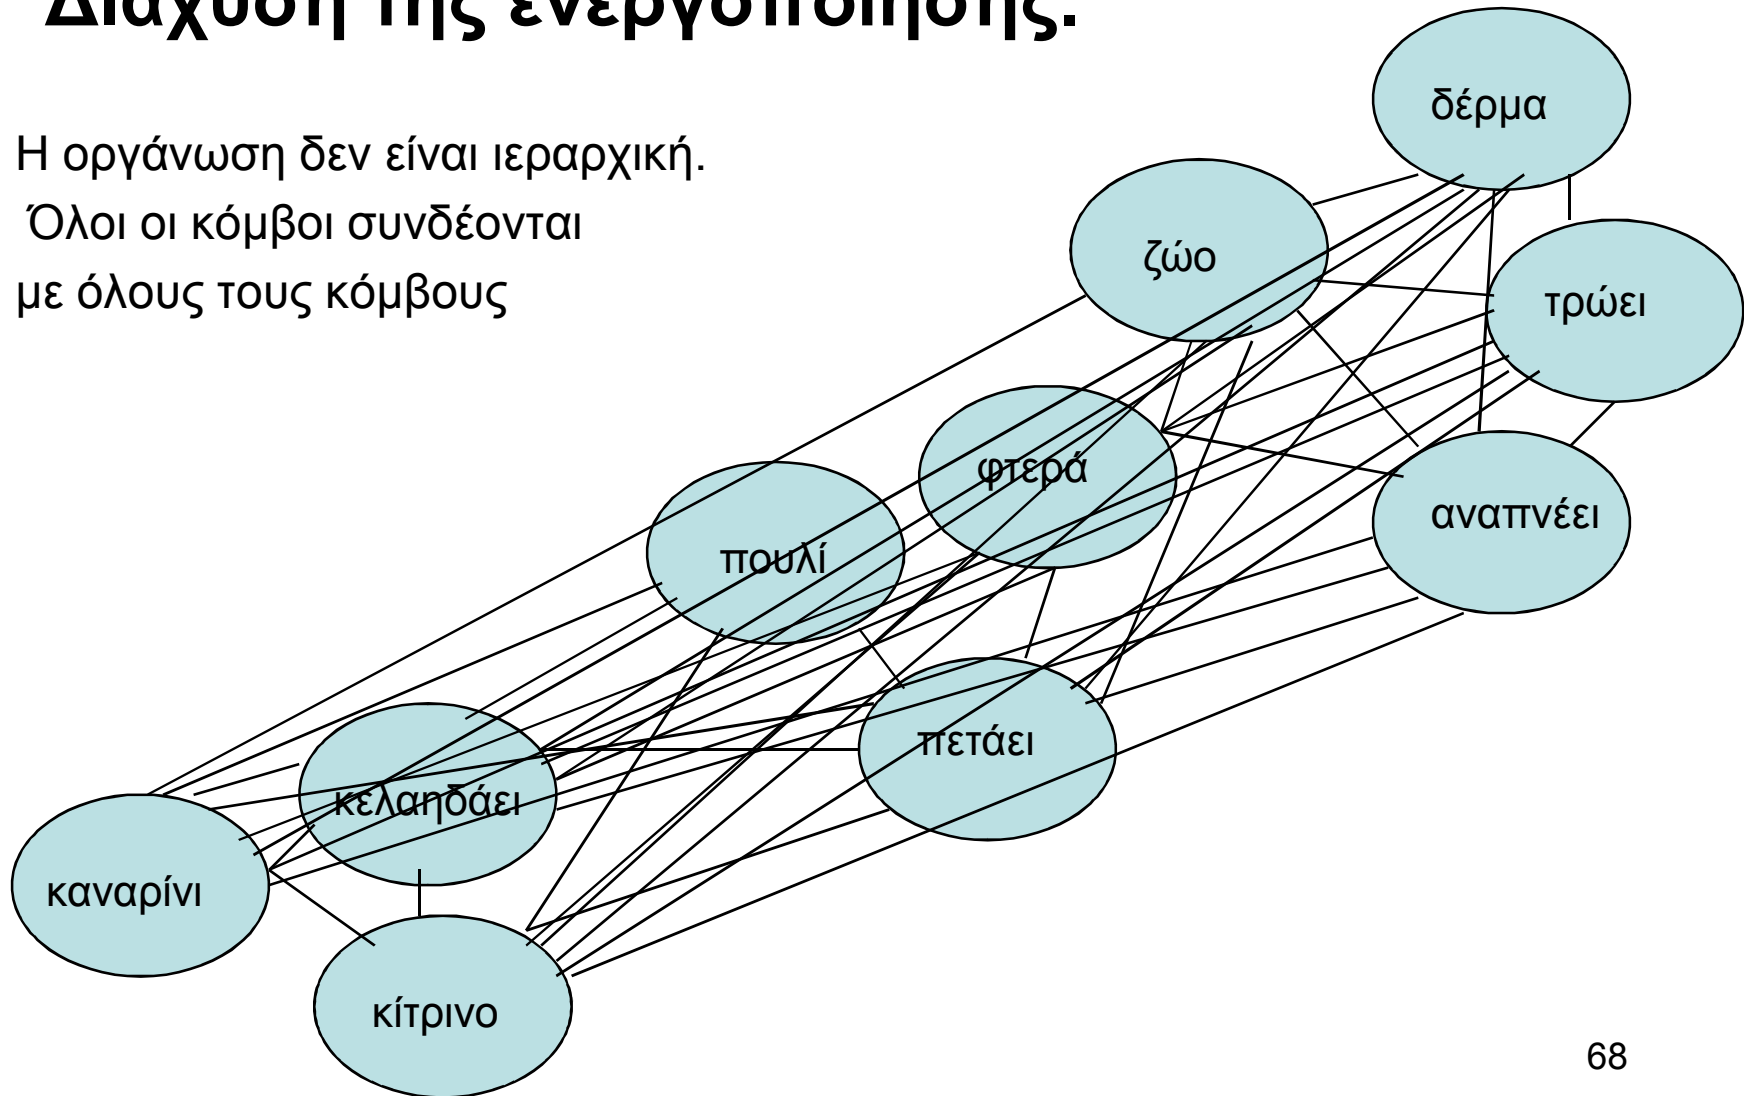 Διάχυση της ενεργοποίησης.
Η οργάνωση δεν είναι ιεραρχική.
Όλοι οι κόμβοι συνδέονται
με όλους τους κόμβους
δέρμα
ζώο
τρώει
φτερά
αναπνέει
πουλί
πετάει
κελαηδάει
καναρίνι
κίτρινο
68